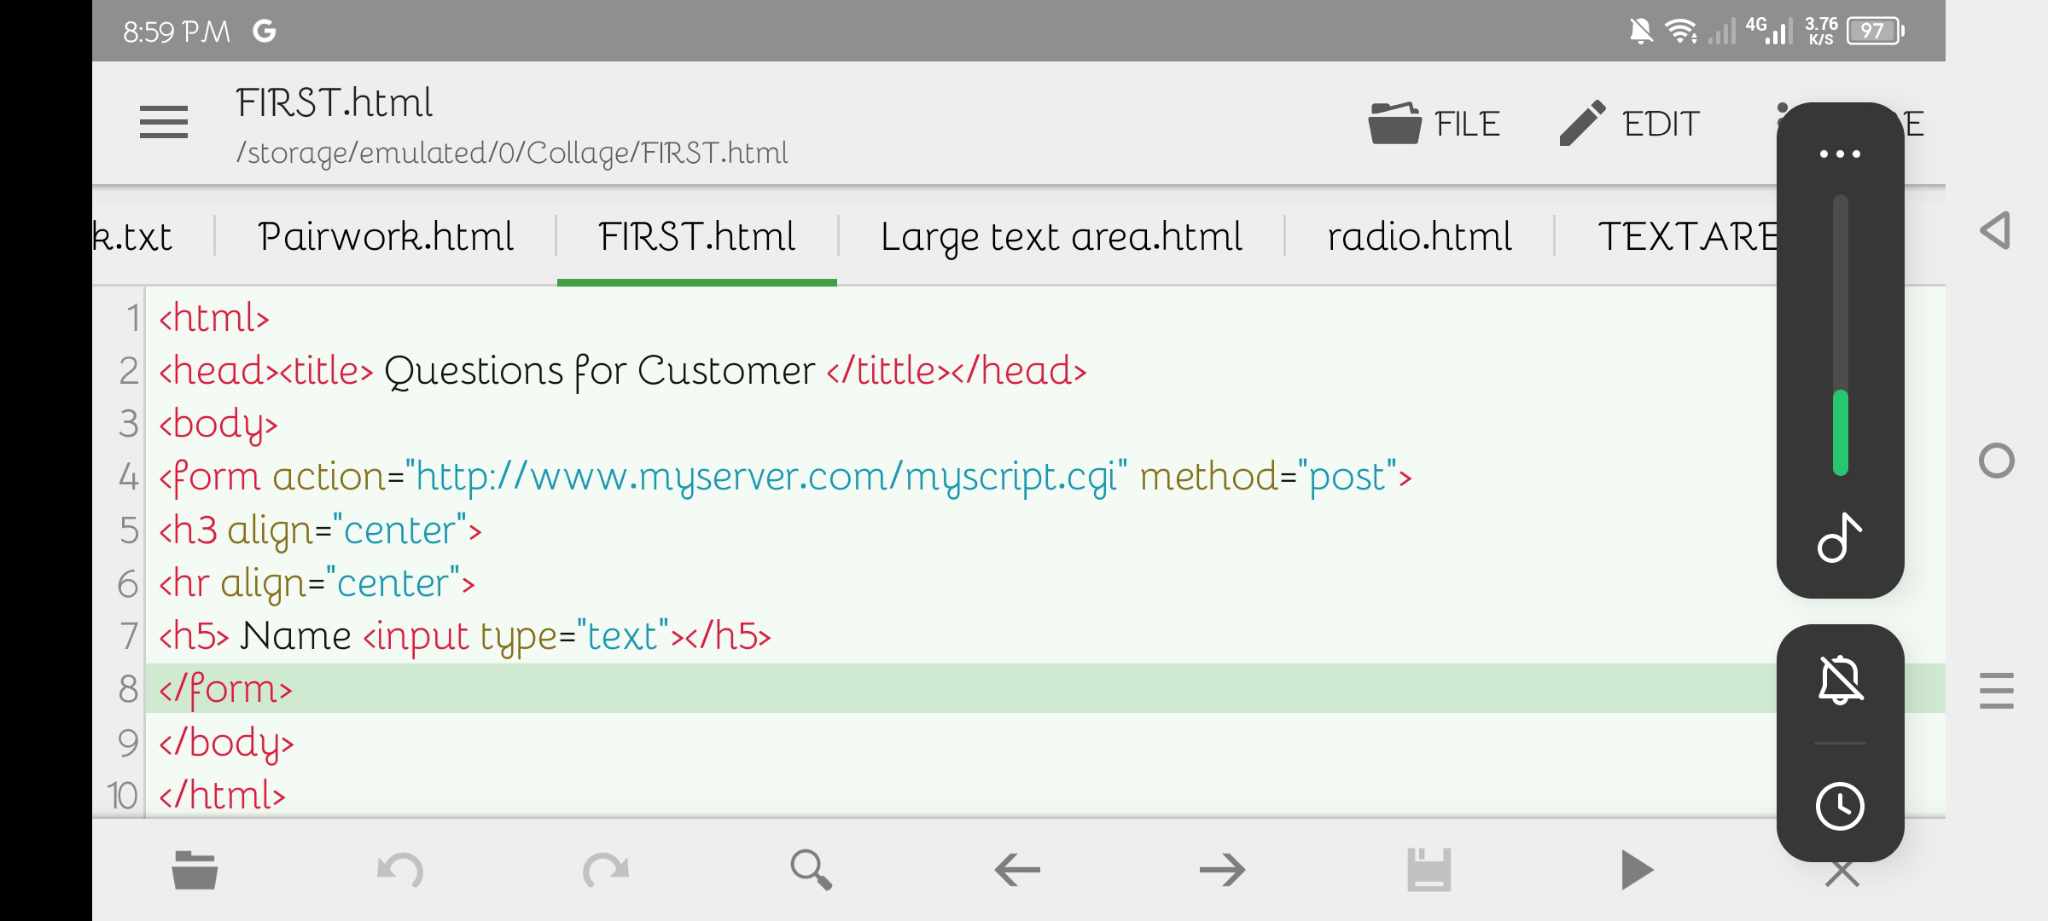 8:59 PM G 4G 3.76 K/S 97
FIRST.html
/storage/emulated/0/Collage/FIRST.html
FILE EDIT E
k.txt Pairwork.html FIRST.html Large text area.html radio.html TEXTARE
1 <html>
2 <head><title> Questions for Customer </tittle></head>
3 <body>
4 <form action="http://www.myserver.com/myscript.cgi" method="post">
5 <h3 align="center">
6 <hr align="center">
7 <h5> Name <input type="text"></h5>
8 </form>
9 </body>
10 </html>